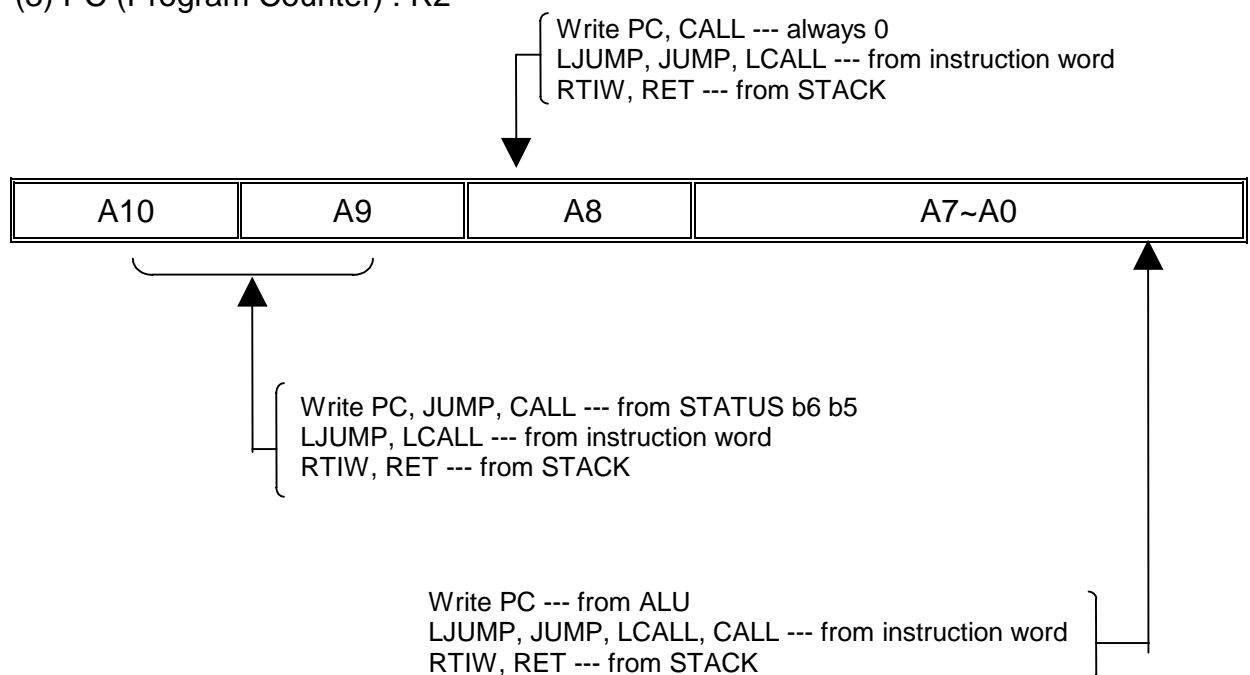 (3) PC (Program Counter) : R2
Write PC, CALL --- always 0
LJUMP, JUMP, LCALL --- from instruction word
RTIW, RET --- from STACK
A10 A9 A8 A7~A0
Write PC, JUMP, CALL --- from STATUS b6 b5
LJUMP, LCALL --- from instruction word
RTIW, RET --- from STACK
Write PC --- from ALU
LJUMP, JUMP, LCALL, CALL --- from instruction word
RTIW, RET --- from STACK